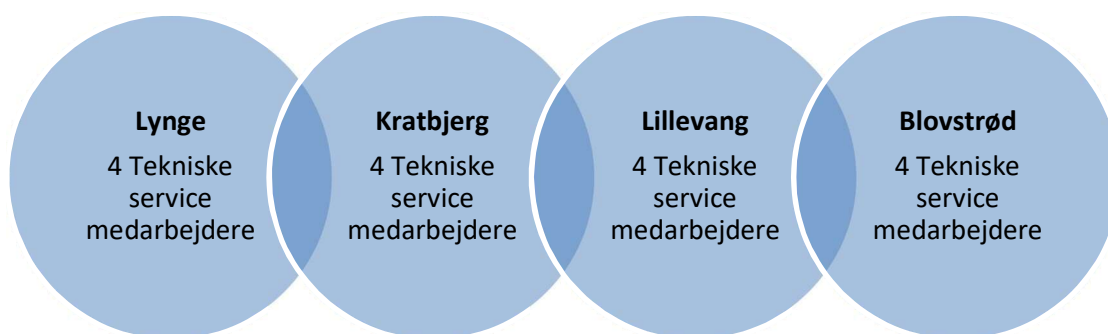 Lynge
4 Tekniske
service
medarbejdere
Kratbjerg
4 Tekniske
service
medarbejdere
Lillevang
4 Tekniske
service
medarbejdere
Blovstrød
4 Tekniske
service
medarbejdere